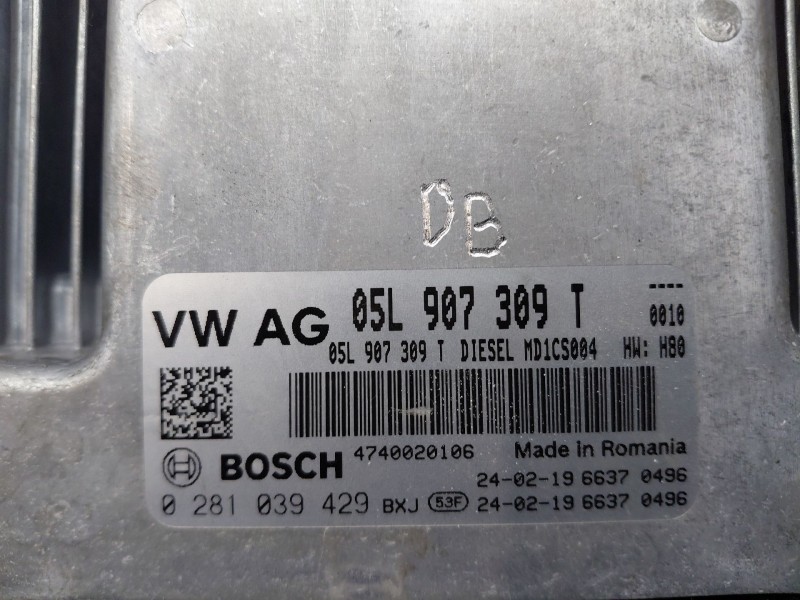 DB
VW AG 05L 907 309 T ----
0010
05L 907 309 T DIESEL MD1CS004 HW: H80
BOSCH 4740020106 Made in Romania
24-02-19 6637 0496
0 281 039 429 BXJ 53F 24-02-19 6637 0496